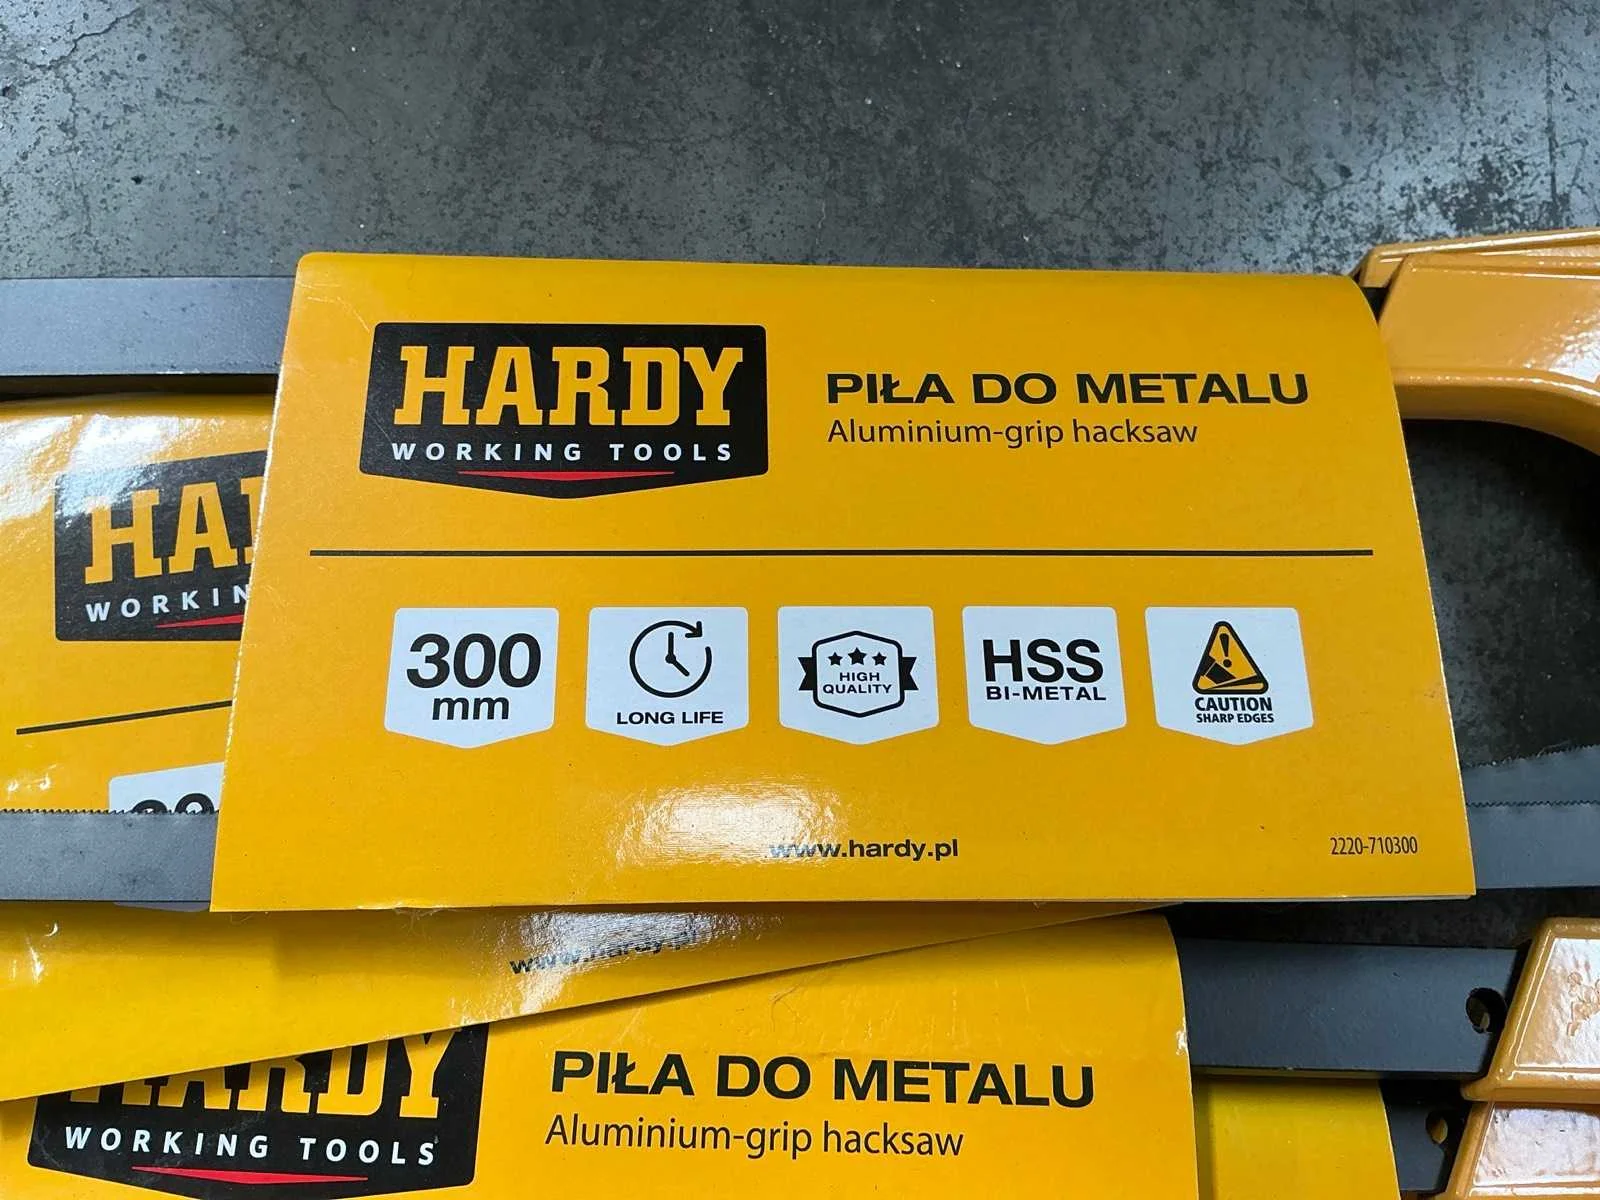 HARDY
WORKING TOOLS
PIŁA DO METALU
Aluminium-grip hacksaw
300
mm
LONG LIFE
HIGH
QUALITY
HSS
BI-METAL
CAUTION
SHARP EDGES
www.hardy.pl
2220-710300
www.hardy.pl
HARDY
WORKING TOOLS
PIŁA DO METALU
Aluminium-grip hacksaw